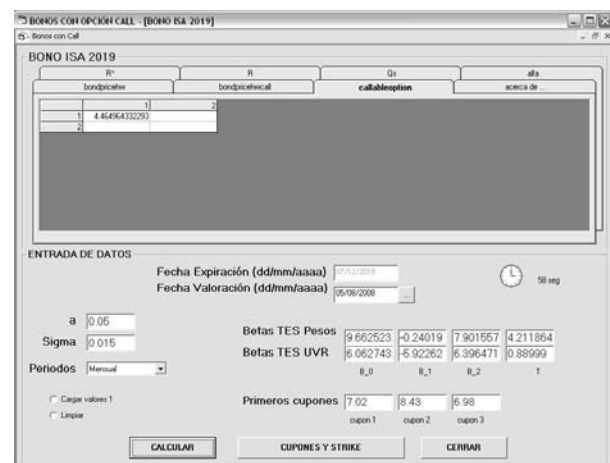 BONOS CON OPCIÓN CALL - [BONO ISA 2019]
Bonos con Call
BONO ISA 2019
R* R Qs alfa
bondpricehw bondpricehwcall callableoption acerca de ...
1 2
1 4.464964332293
2
ENTRADA DE DATOS
Fecha Expiración (dd/mm/aaaa) 07/12/2019
Fecha Valoración (dd/mm/aaaa) 05/08/2008 ...
58 seg
a 0.05
Sigma 0.015
Periodos Mensual
Betas TES Pesos 9.662523 -0.24019 7.901557 4.211864
Betas TES UVR 6.062743 -5.92262 6.396471 0.88999
B_0 B_1 B_2 T
Cargar valores 1
Limpiar
Primeros cupones 7.02 8.43 6.98
cupon 1 cupon 2 cupon 3
CALCULAR CUPONES Y STRIKE CERRAR